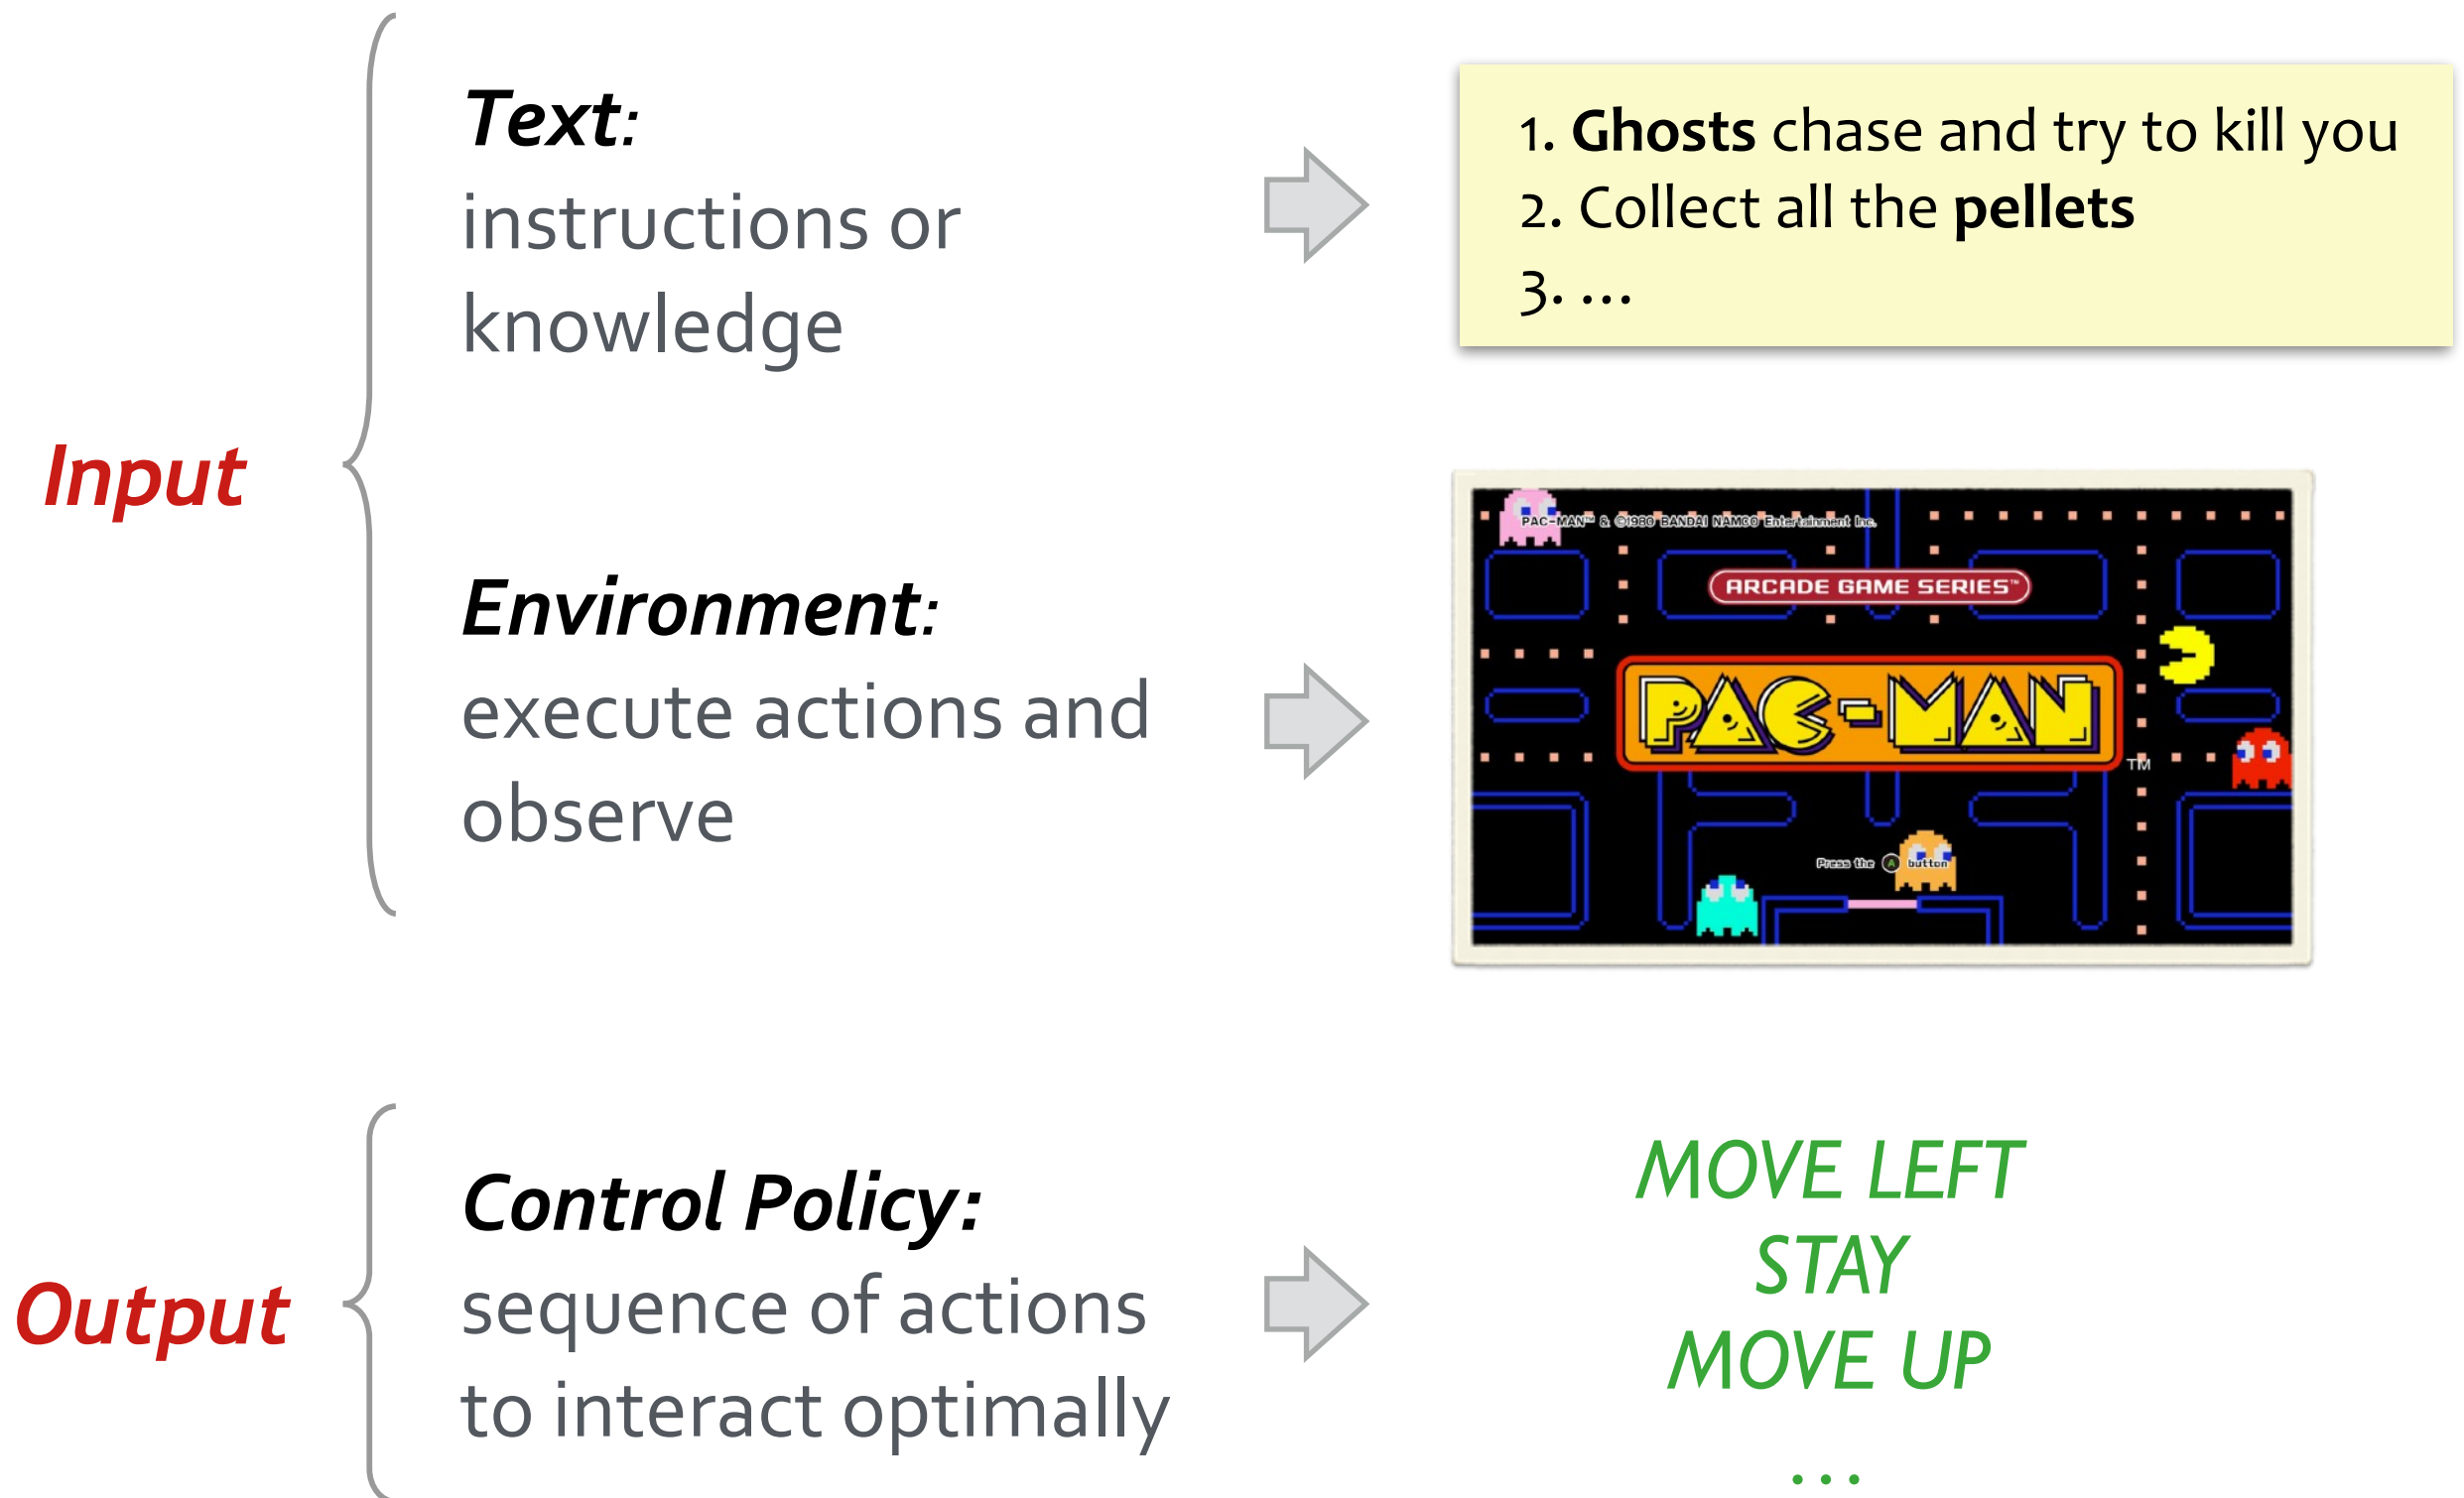 Input
Text:
instructions or
knowledge
1. Ghosts chase and try to kill you
2. Collect all the pellets
3. ...
Environment:
execute actions and
observe
PAC-MAN™ & ©1980 BANDAI NAMCO Entertainment Inc.
ARCADE GAME SERIES™
PAC-MAN
TM
Press the A button
Output
Control Policy:
sequence of actions
to interact optimally
MOVE LEFT
STAY
MOVE UP
...